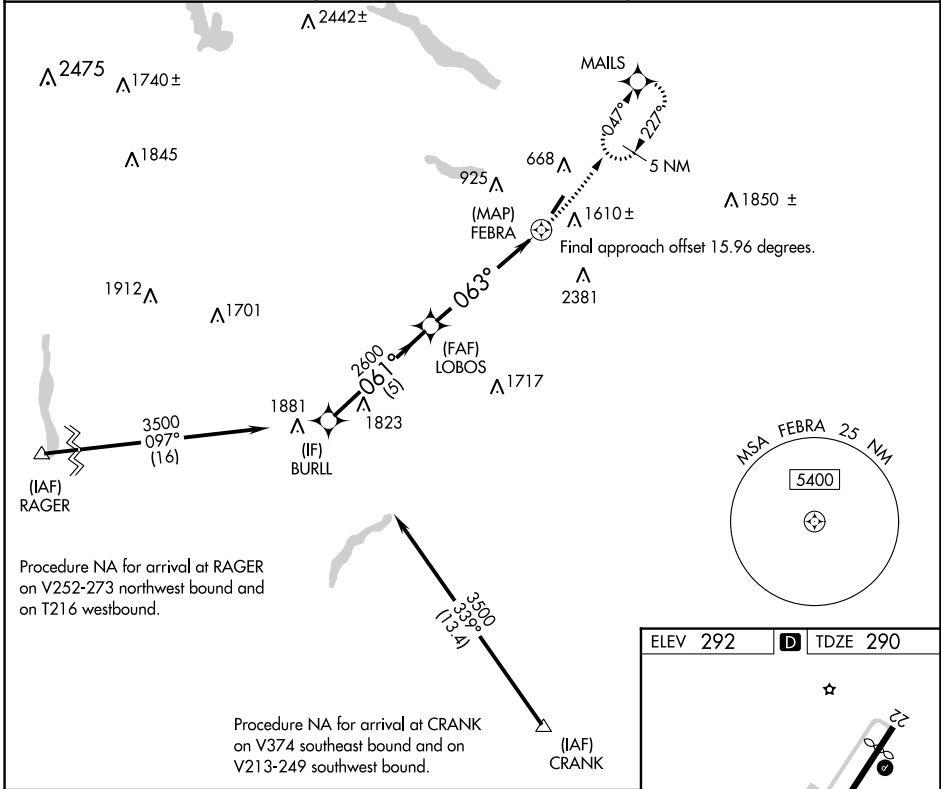 2442±
2475
1740±
MAILS
047°
227°
1845
668
5 NM
925
1850 ±
(MAP)
FEBRA
1610±
Final approach offset 15.96 degrees.
063°
2381
1912
1701
(FAF)
LOBOS
2600
061°
(5)
1717
1881
1823
3500
097°
(16)
(IF)
BURLL
(IAF)
RAGER
MSA FEBRA 25 NM
5400
Procedure NA for arrival at RAGER
on V252-273 northwest bound and
on T216 westbound.
3500
339°
(13.4)
ELEV 292 D TDZE 290
Procedure NA for arrival at CRANK
on V374 southeast bound and on
V213-249 southwest bound.
(IAF)
CRANK
22
P